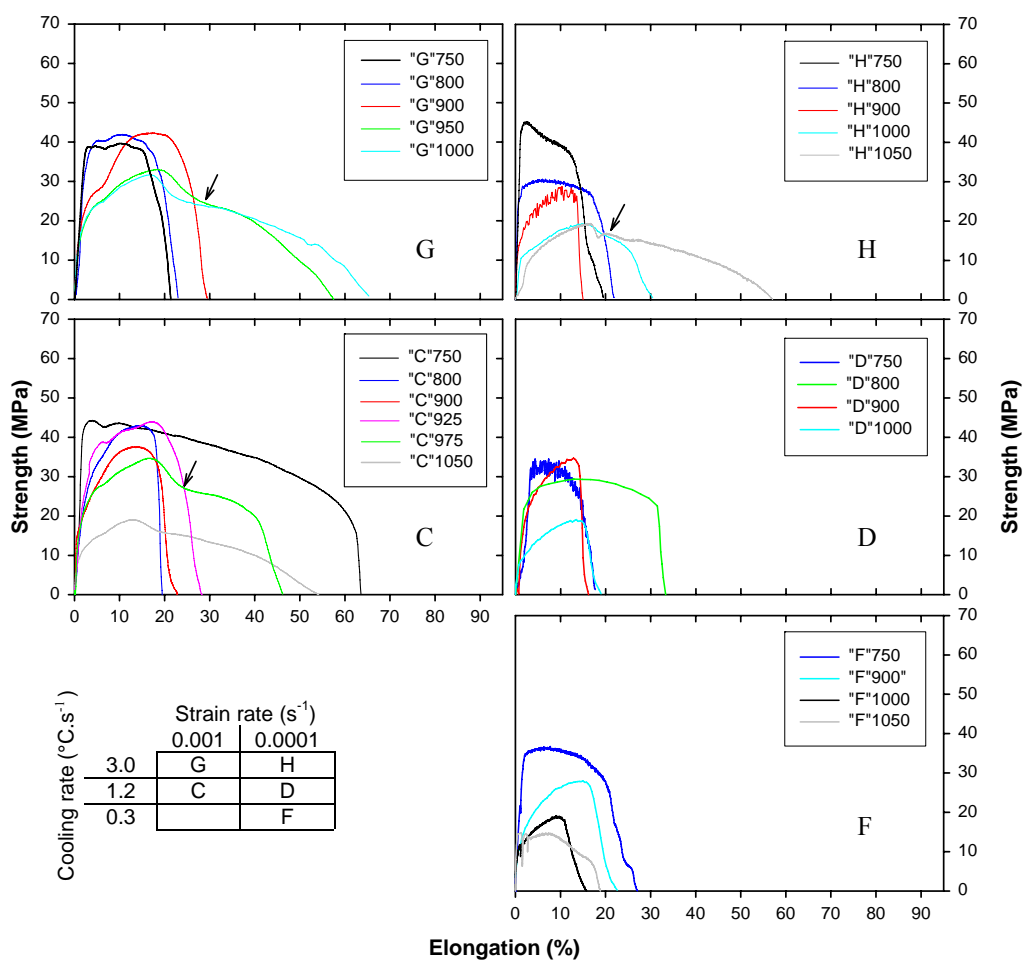 70
60
50
40
30
20
10
0
"G"750
"G"800
"G"900
"G"950
"G"1000
G
"H"750
"H"800
"H"900
"H"1000
"H"1050
H
70
60
50
40
30
20
10
0
70
60
50
40
30
20
10
0
0 10 20 30 40 50 60 70 80 90
"C"750
"C"800
"C"900
"C"925
"C"975
"C"1050
C
Strength (MPa)
"D"750
"D"800
"D"900
"D"1000
D
70
60
50
40
30
20
10
0
Strength (MPa)
"F"750
"F"900"
"F"1000
"F"1050
F
70
60
50
40
30
20
10
0
0 10 20 30 40 50 60 70 80 90
Cooling rate (°C.s-1)
Strain rate (s-1)
0.001 0.0001
3.0 G H
1.2 C D
0.3 F
Elongation (%)